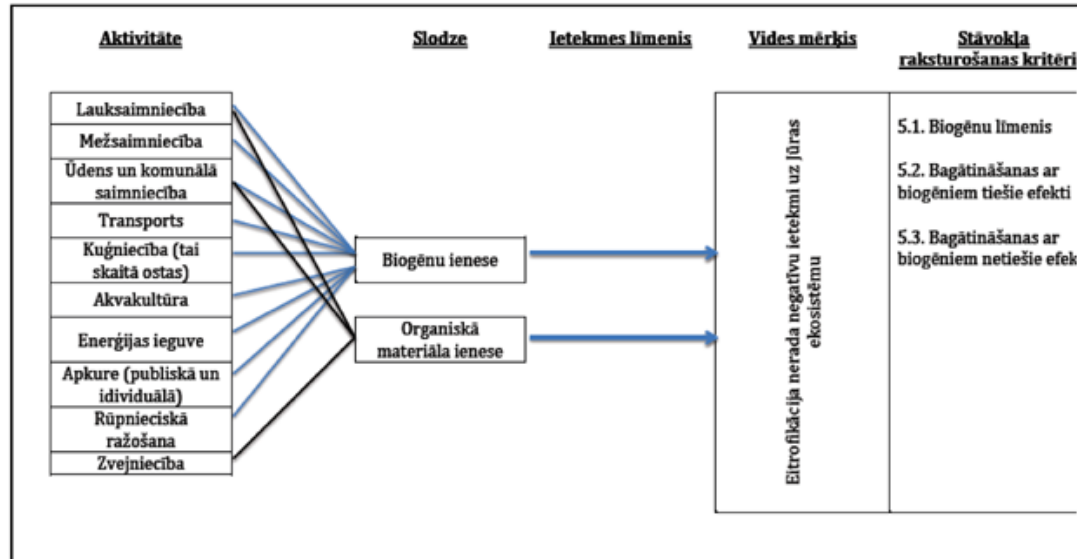 Aktivitāte
Slodze
Ietekmes līmenis
Vides mērķis
Stāvokļa
raksturošanas kritēri
Lauksaimniecība
Mežsaimniecība
Ūdens un komunālā
saimniecība
Transports
Kuģniecība (tai
skaitā ostas)
Akvakultūra
Enerģijas ieguve
Apkure (publiskā un
idividuālā)
Rūpnieciskā
ražošana
Zvejniecība
Biogēnu ienese
Organiskā
materiāla ienese
Eitrofikācija nerada negatīvu ietekmi uz Jūras
ekosistēmu
5.1. Biogēnu līmenis
5.2. Bagātināšanas ar
biogēniem tiešie efekti
5.3. Bagātināšanas ar
biogēniem netiešie efek